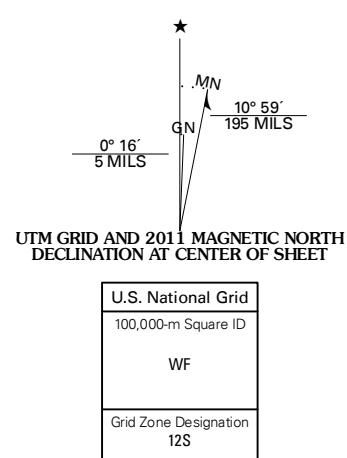 ★
MN
GN
10° 59´
195 MILS
0° 16´
5 MILS
UTM GRID AND 2011 MAGNETIC NORTH
DECLINATION AT CENTER OF SHEET
U.S. National Grid
100,000-m Square ID
WF
Grid Zone Designation
12S